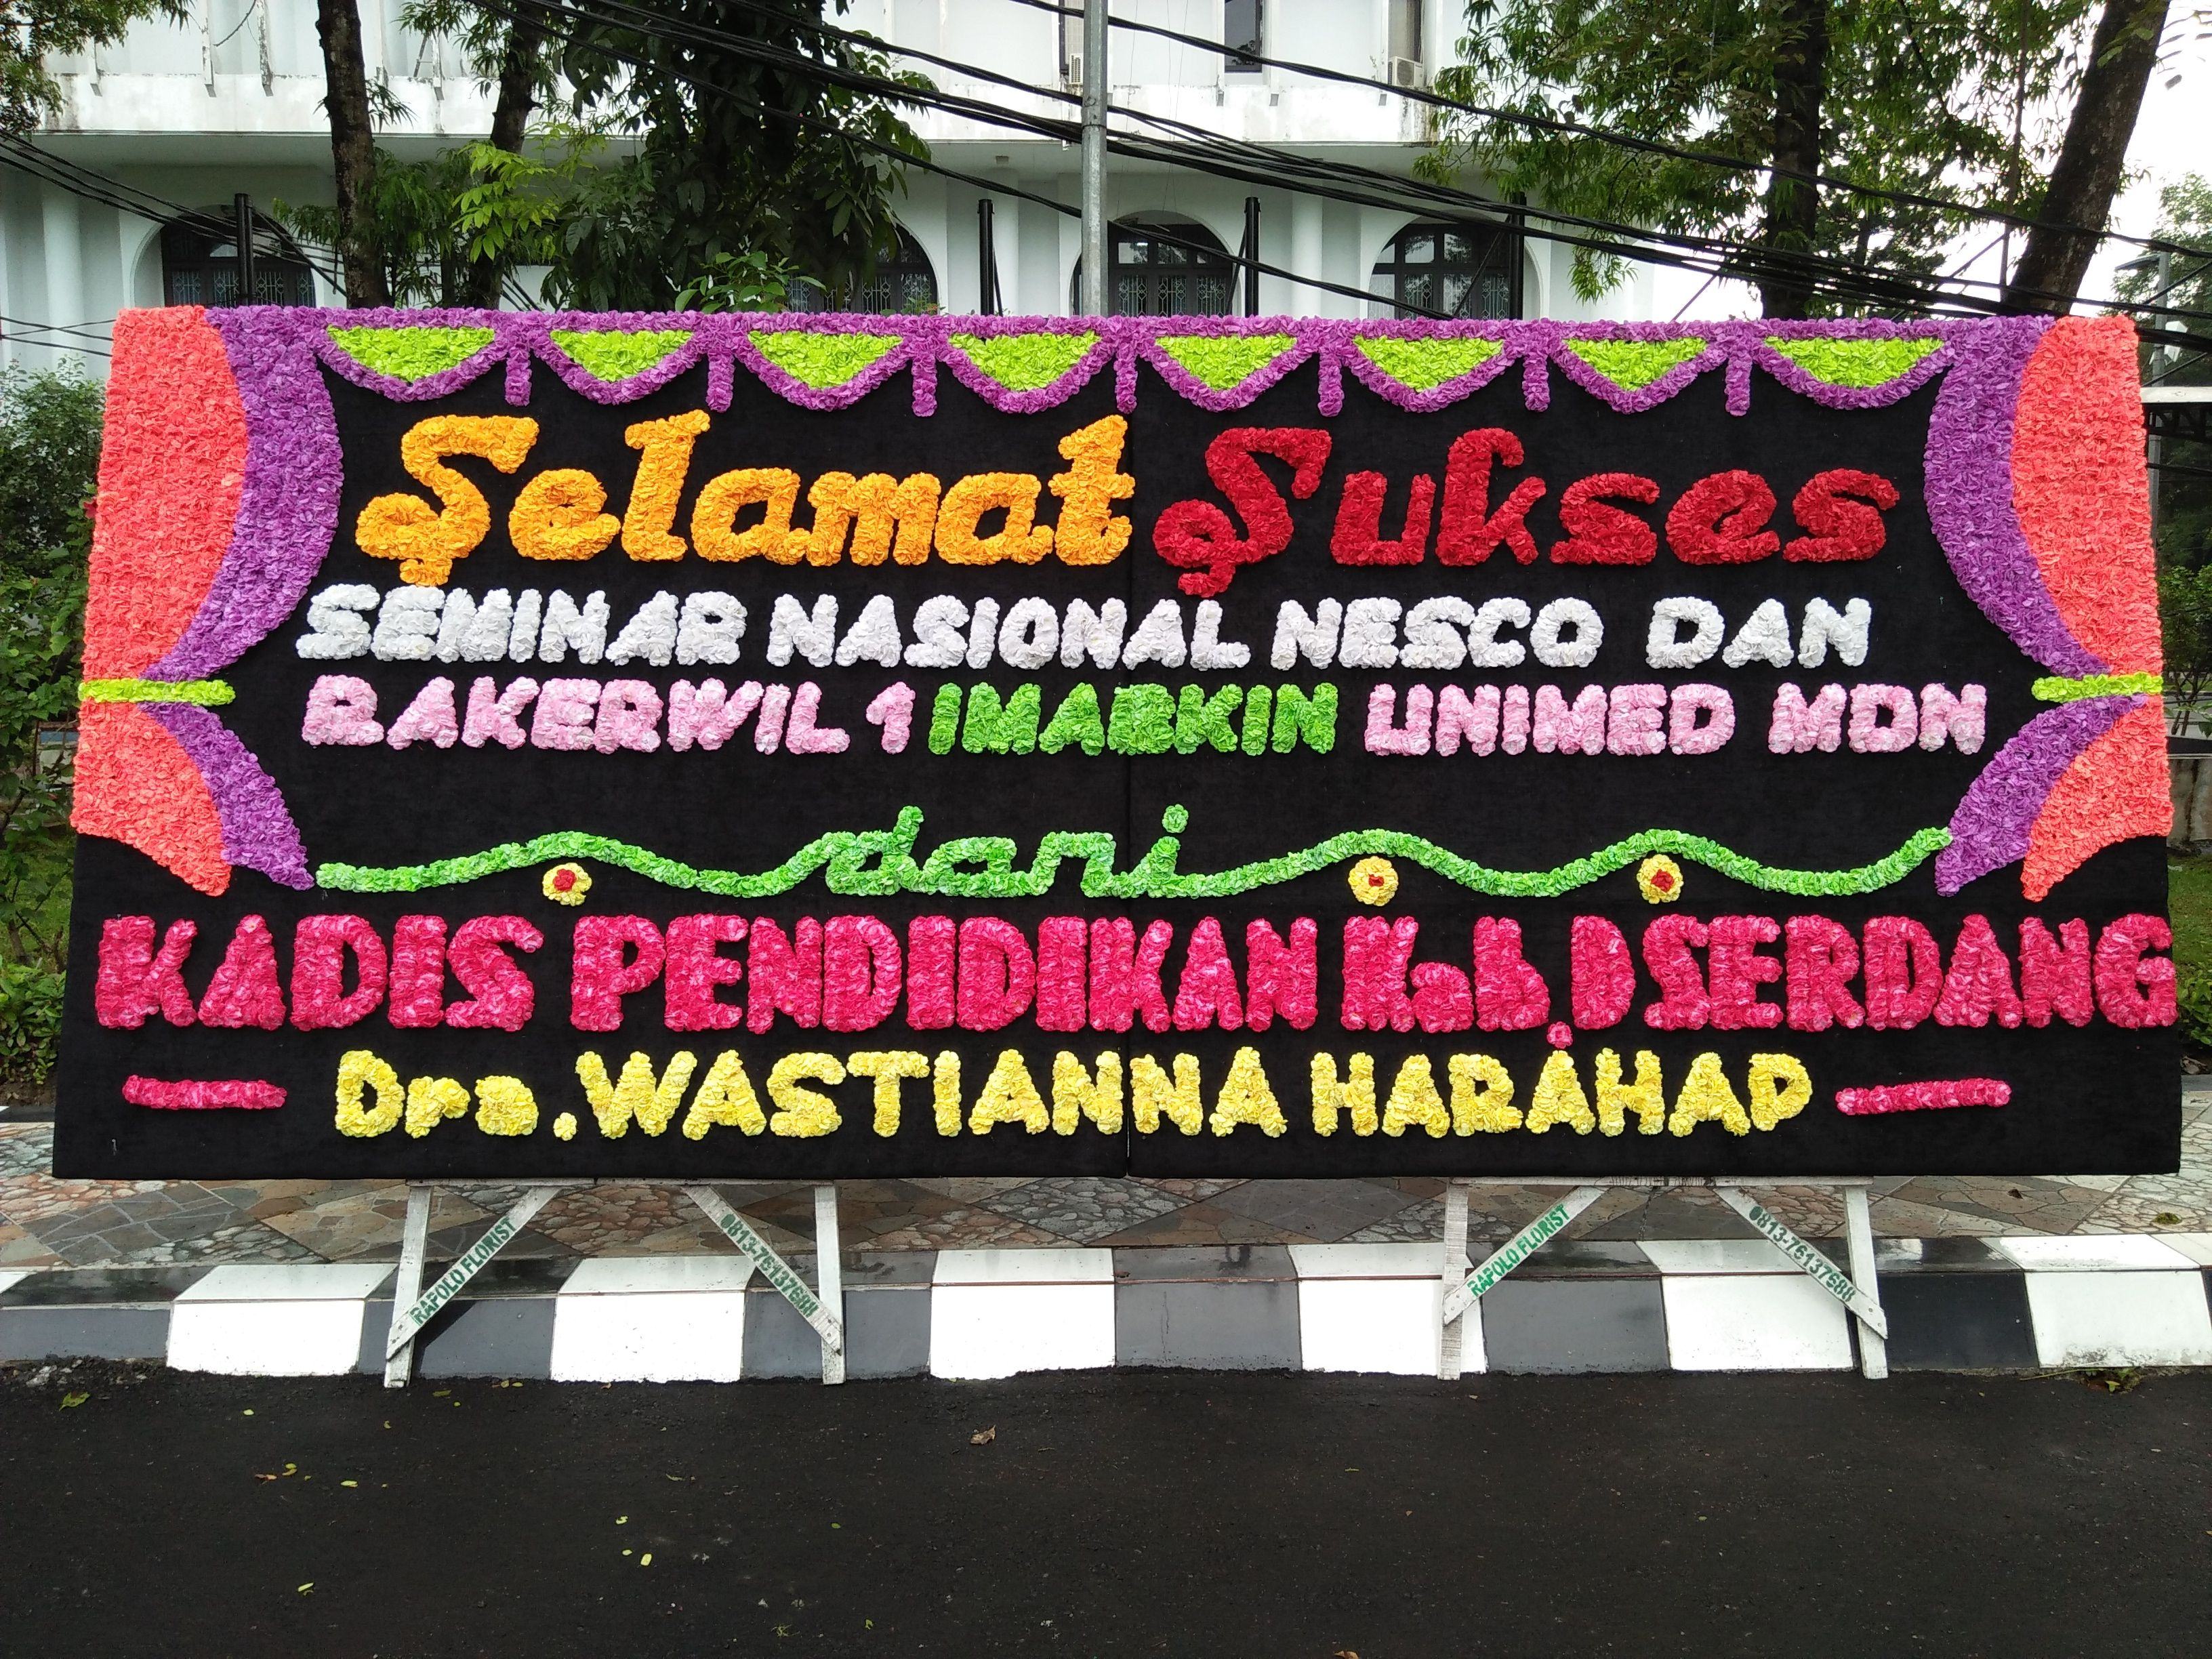 Selamat Sukses
SEMINAR NASIONAL NESCO DAN
RAKERWIL 1 IMARKIN UNIMED MDN
dari
KADIS PENDIDIKAN Kab. D SERDANG
Dra. WASTIANNA HARAHAP
RAPOLO FLORIST 0813-76137688
RAPOLO FLORIST 0813-76137688